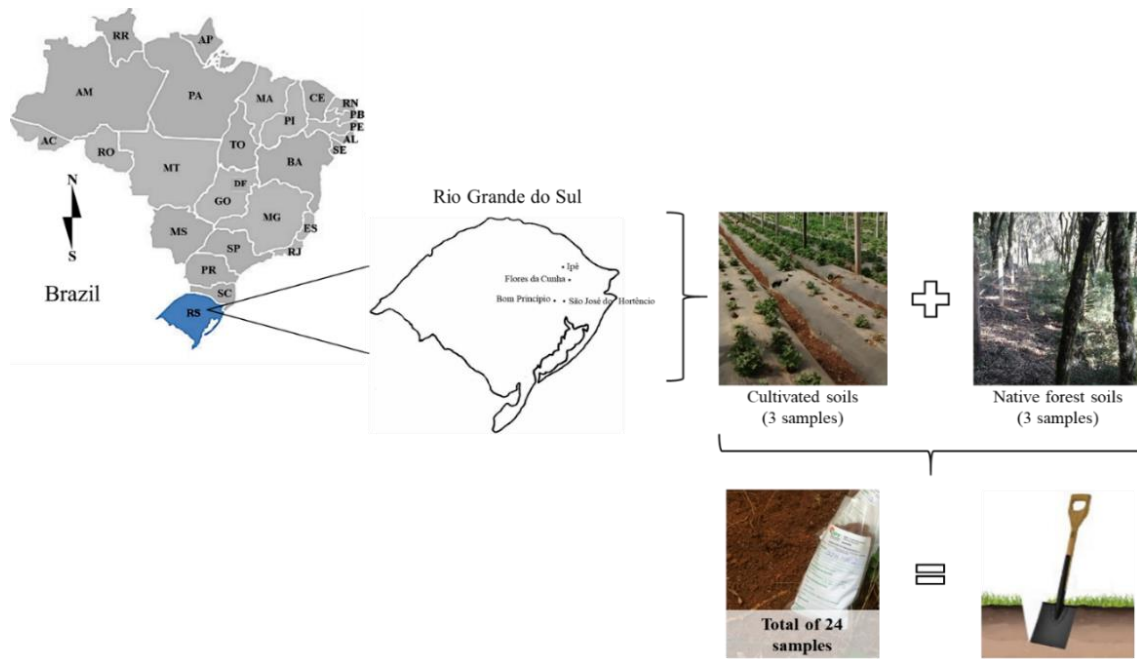 RR
AP
AM
PA
MA
CE
RN
PB
PE
AL
SE
PI
AC
RO
TO
BA
MT
DF
GO
MG
ES
MS
SP
RJ
PR
SC
RS
N
S
Brazil
Rio Grande do Sul
Ipê
Flores da Cunha
Bom Princípio
São José do Hortêncio
Cultivated soils
(3 samples)
Native forest soils
(3 samples)
Total of 24
samples